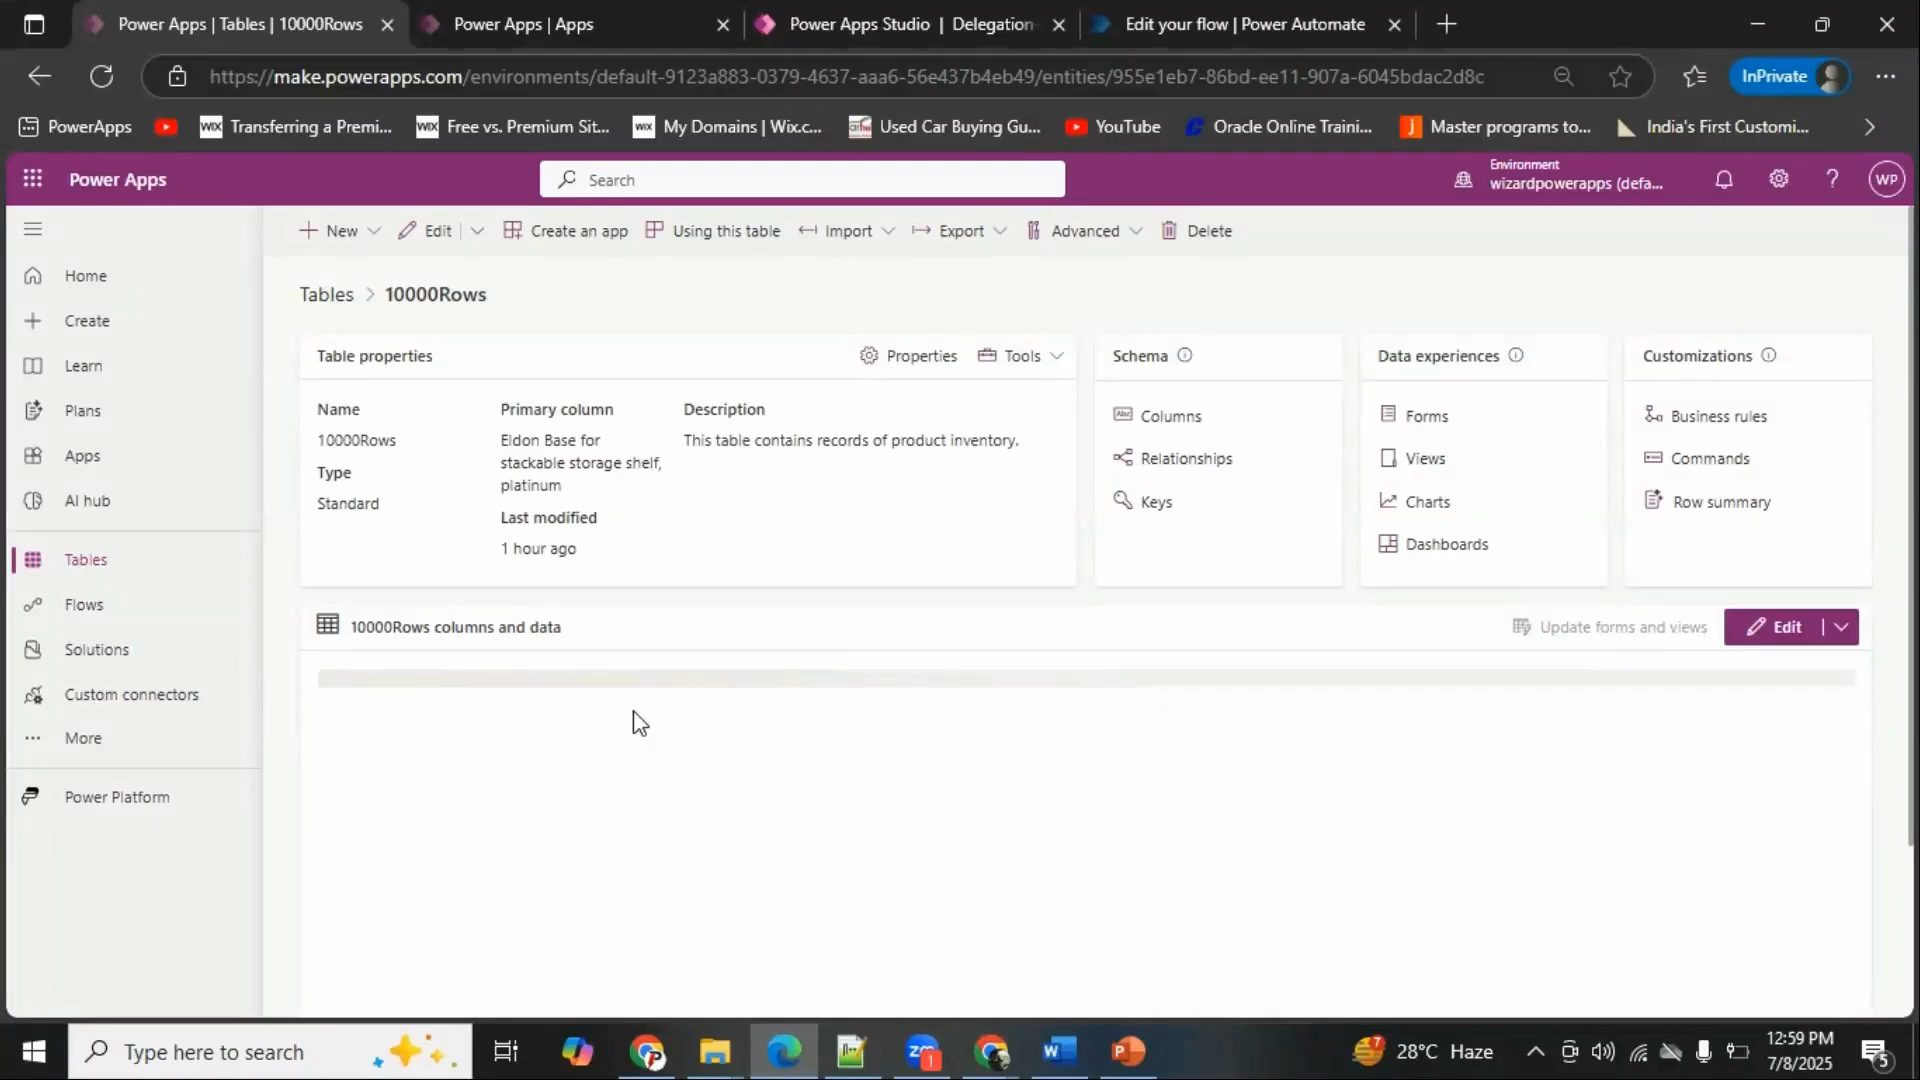 Power Apps | Tables | 10000Rows
Power Apps | Apps
Power Apps Studio | Delegation
Edit your flow | Power Automate
https://make.powerapps.com/environments/default-9123a883-0379-4637-aaa6-56e437b4eb49/entities/955e1eb7-86bd-ee11-907a-6045bdac2d8c
InPrivate
PowerApps
WIX Transferring a Premi...
WIX Free vs. Premium Sit...
WIX My Domains | Wix.c...
Used Car Buying Gu...
YouTube
Oracle Online Traini...
Master programs to...
India's First Customi...
Power Apps
Search
Environment
wizardpowerapps (defa...
WP
New
Edit
Create an app
Using this table
Import
Export
Advanced
Delete
Home
Create
Learn
Plans
Apps
AI hub
Tables
Flows
Solutions
Custom connectors
More
Power Platform
Tables > 10000Rows
Table properties
Properties
Tools
Name
10000Rows
Type
Standard
Primary column
Eldon Base for
stackable storage shelf,
platinum
Last modified
1 hour ago
Description
This table contains records of product inventory.
Schema
Abc Columns
Relationships
Keys
Data experiences
Forms
Views
Charts
Dashboards
Customizations
Business rules
Commands
Row summary
10000Rows columns and data
Update forms and views
Edit
Type here to search
28°C Haze
12:59 PM
7/8/2025